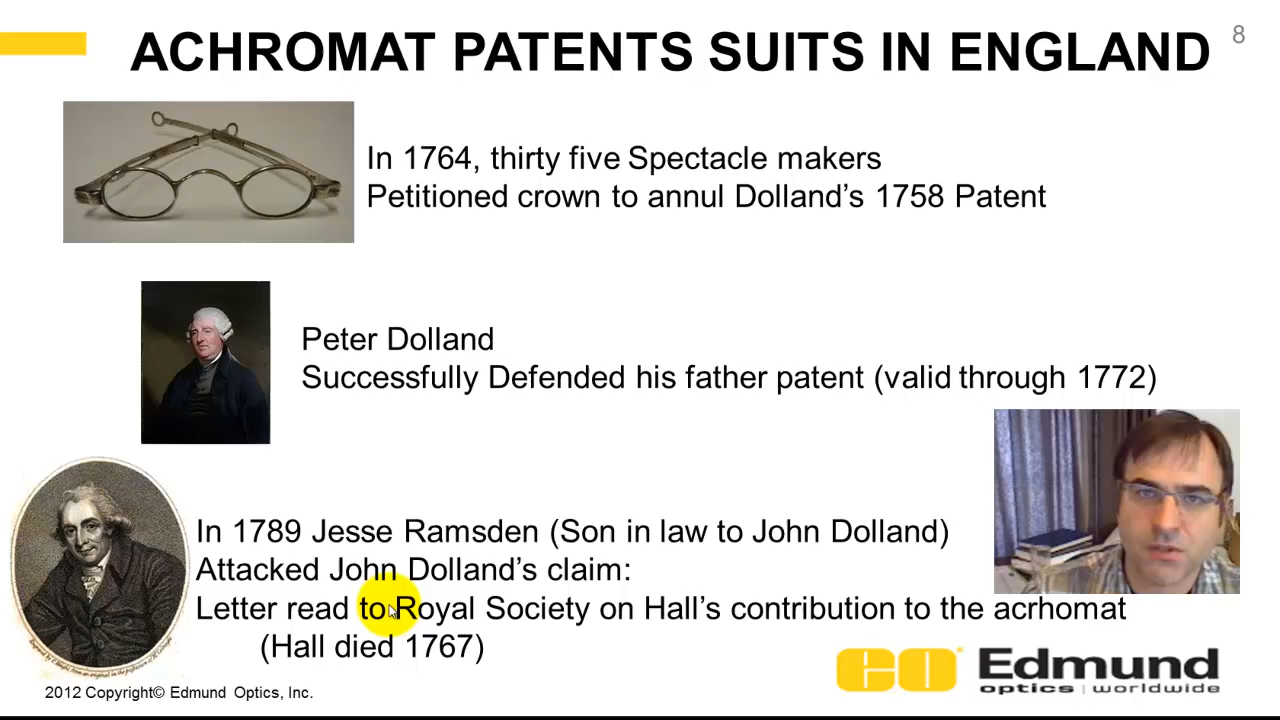 ACHROMAT PATENTS SUITS IN ENGLAND
8
In 1764, thirty five Spectacle makers
Petitioned crown to annul Dolland's 1758 Patent
Peter Dolland
Successfully Defended his father patent (valid through 1772)
In 1789 Jesse Ramsden (Son in law to John Dolland)
Attacked John Dolland's claim:
Letter read to Royal Society on Hall's contribution to the acrhomat
(Hall died 1767)
EO Edmund
optics | worldwide
2012 Copyright© Edmund Optics, Inc.